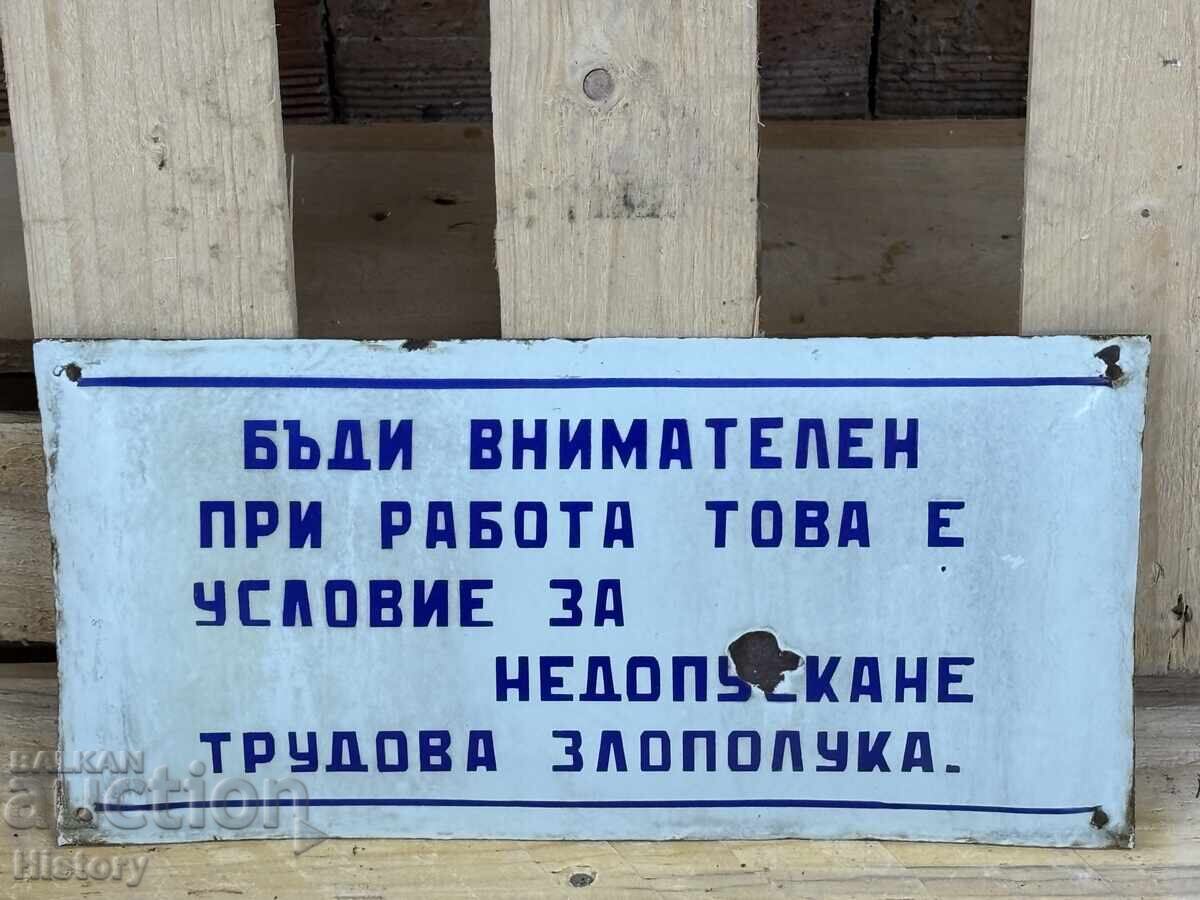 БЪДИ ВНИМАТЕЛЕН
ПРИ РАБОТА ТОВА Е
УСЛОВИЕ ЗА
НЕДОПУСКАНЕ
ТРУДОВА ЗЛОПОЛУКА.
BALKAN
auction
History